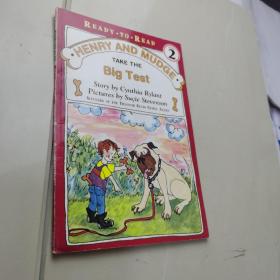 READY-TO-READ
HENRY AND MUDGE
2
TAKE THE
Big Test
Story by Cynthia Rylant
Pictures by Suçie Stevenson